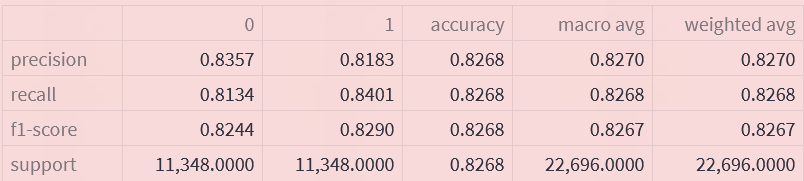 0 1 accuracy macro avg weighted avg
precision 0.8357 0.8183 0.8268 0.8270 0.8270
recall 0.8134 0.8401 0.8268 0.8268 0.8268
f1-score 0.8244 0.8290 0.8268 0.8267 0.8267
support 11,348.0000 11,348.0000 0.8268 22,696.0000 22,696.0000